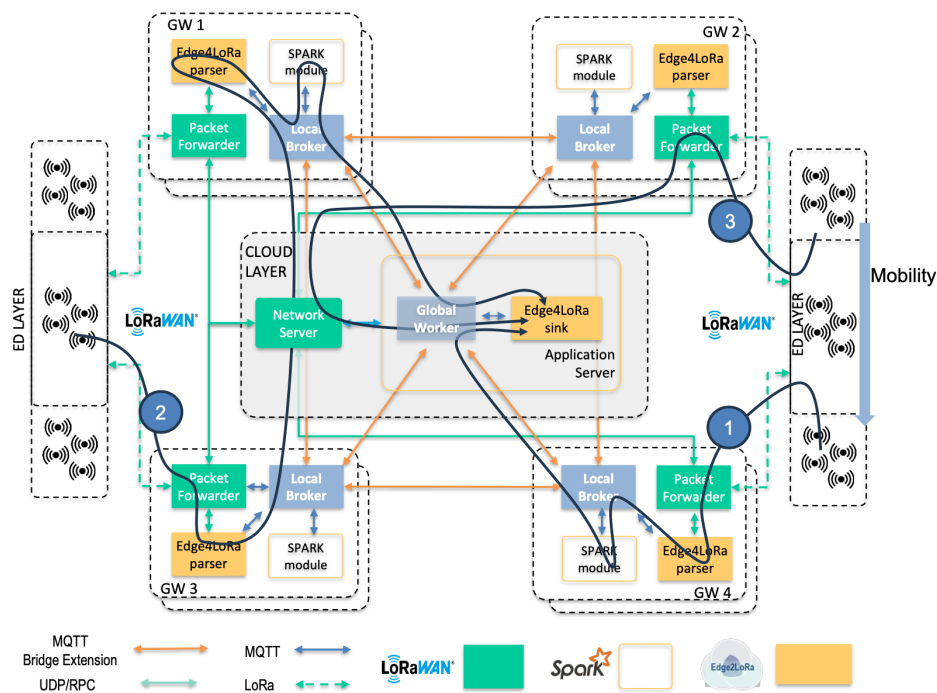 GW 1
Edge4LoRa
parser
SPARK
module
Packet
Forwarder
Local
Broker
GW 2
SPARK
module
Edge4LoRa
parser
Local
Broker
Packet
Forwarder
3
Mobility
ED LAYER
LoRaWAN®
CLOUD
LAYER
Network
Server
Global
Worker
Edge4LoRa
sink
Application
Server
LoRaWAN®
ED LAYER
2
1
Packet
Forwarder
Local
Broker
Edge4LoRa
parser
SPARK
module
GW 3
Local
Broker
Packet
Forwarder
SPARK
module
Edge4LoRa
parser
GW 4
MQTT
Bridge Extension
MQTT
UDP/RPC
LoRa
LoRaWAN®
Spark
Edge2LoRa